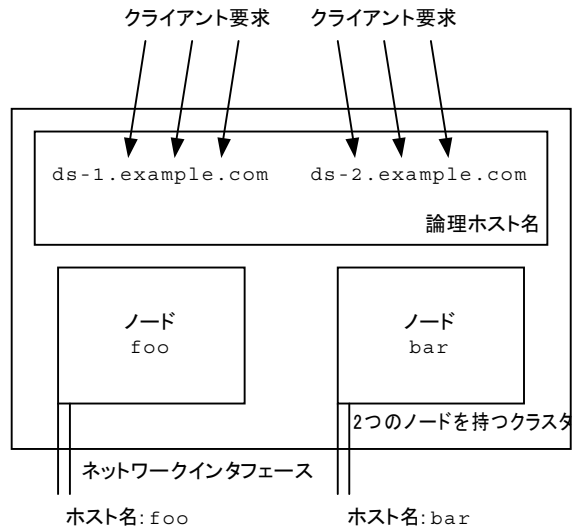 クライアント要求 クライアント要求
ds-1.example.com ds-2.example.com
論理ホスト名
ノード
foo
ノード
bar
2つのノードを持つクラスタ
ネットワークインタフェース
ホスト名:foo ホスト名:bar